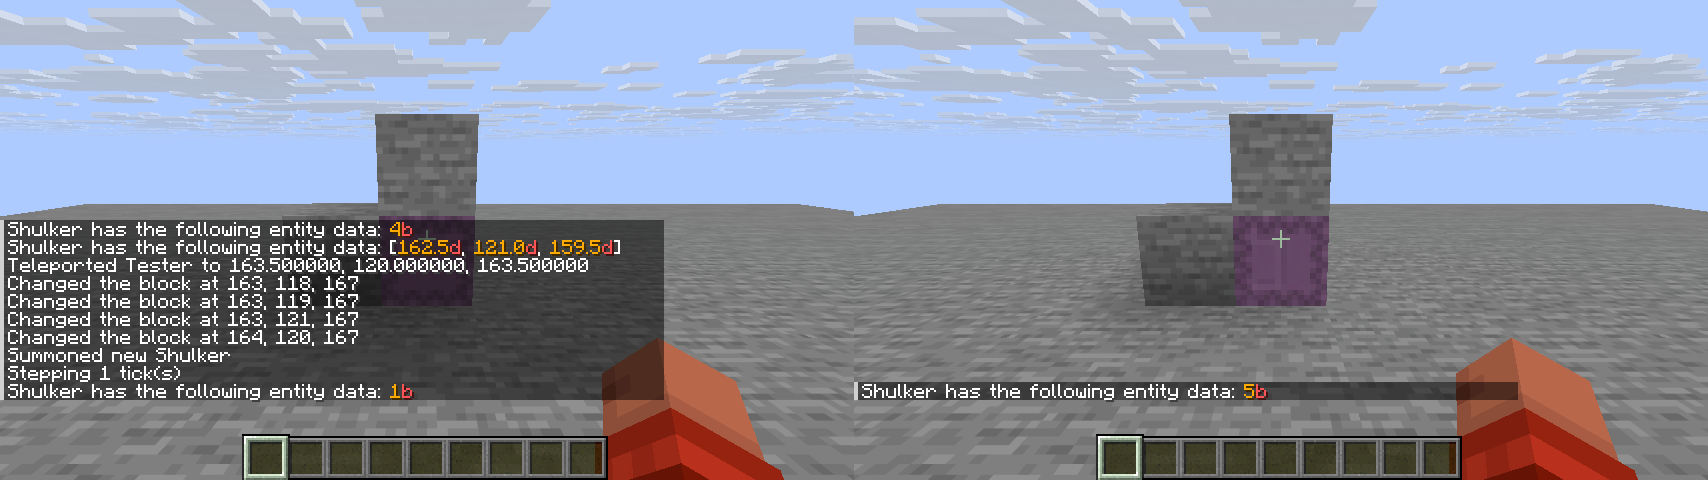 Shulker has the following entity data: 4b
Shulker has the following entity data: [162.5d, 121.0d, 159.5d]
Teleported Tester to 163.500000, 120.000000, 163.500000
Changed the block at 163, 118, 167
Changed the block at 163, 119, 167
Changed the block at 163, 121, 167
Changed the block at 164, 120, 167
Summoned new Shulker
Stepping 1 tick(s)
Shulker has the following entity data: 1b
Shulker has the following entity data: 5b